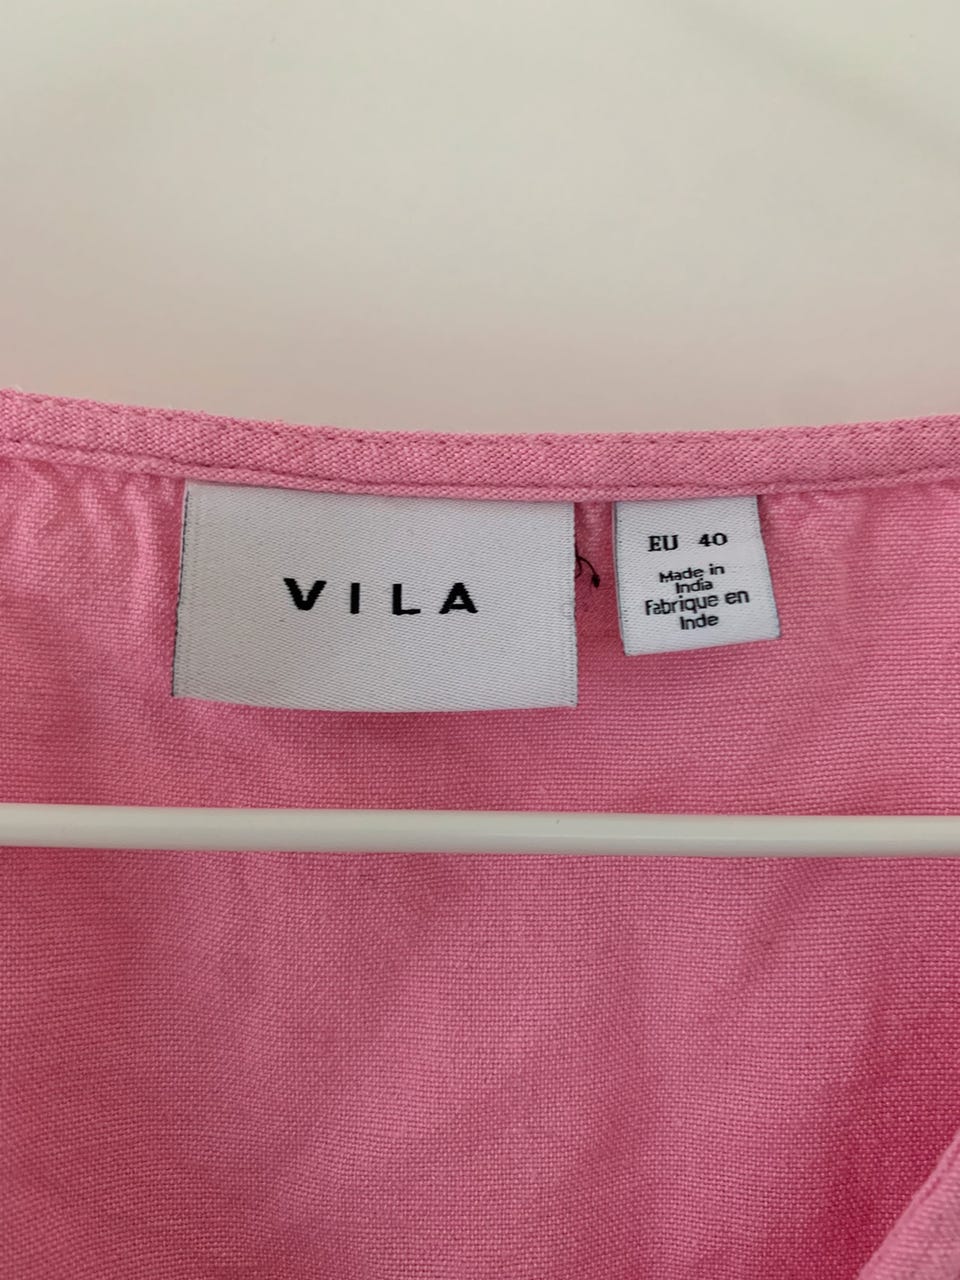 VILA
EU 40
Made in
India
Fabrique en
Inde